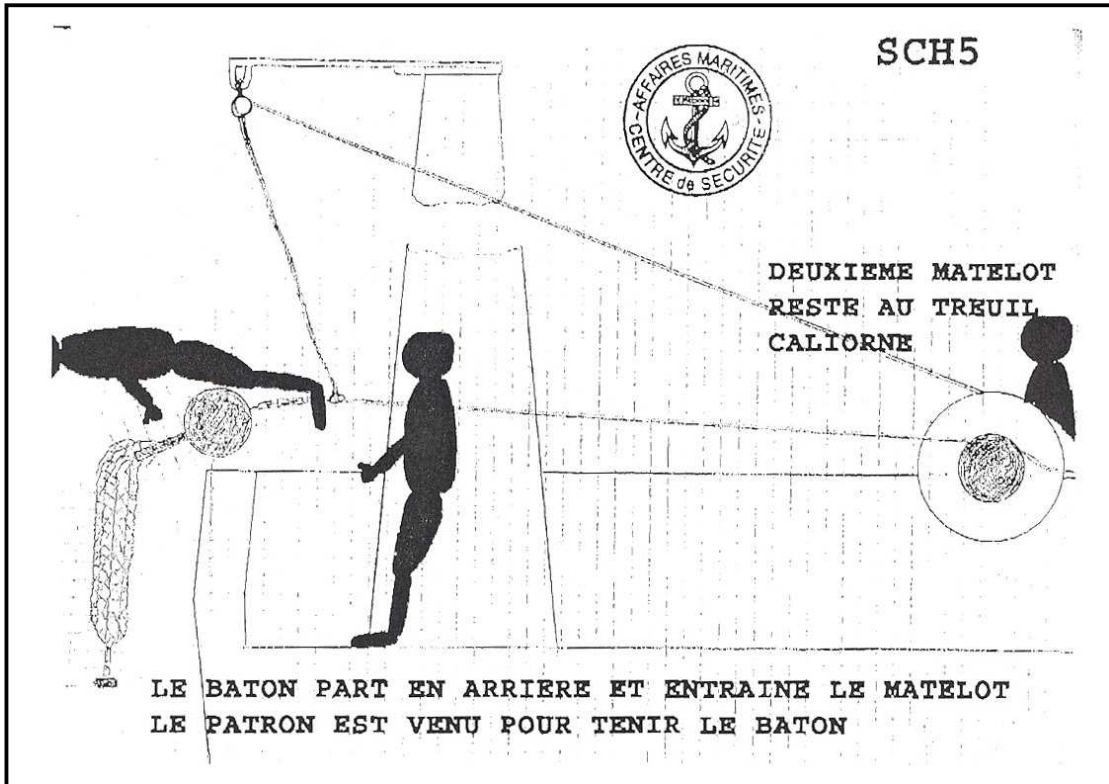 SCH5
C-AFFAIRES MARITIMES-
CENTRE de SECURITE
DEUXIEME MATELOT
RESTE AU TREUIL
CALIORNE
LE BATON PART EN ARRIERE ET ENTRAINE LE MATELOT
LE PATRON EST VENU POUR TENIR LE BATON